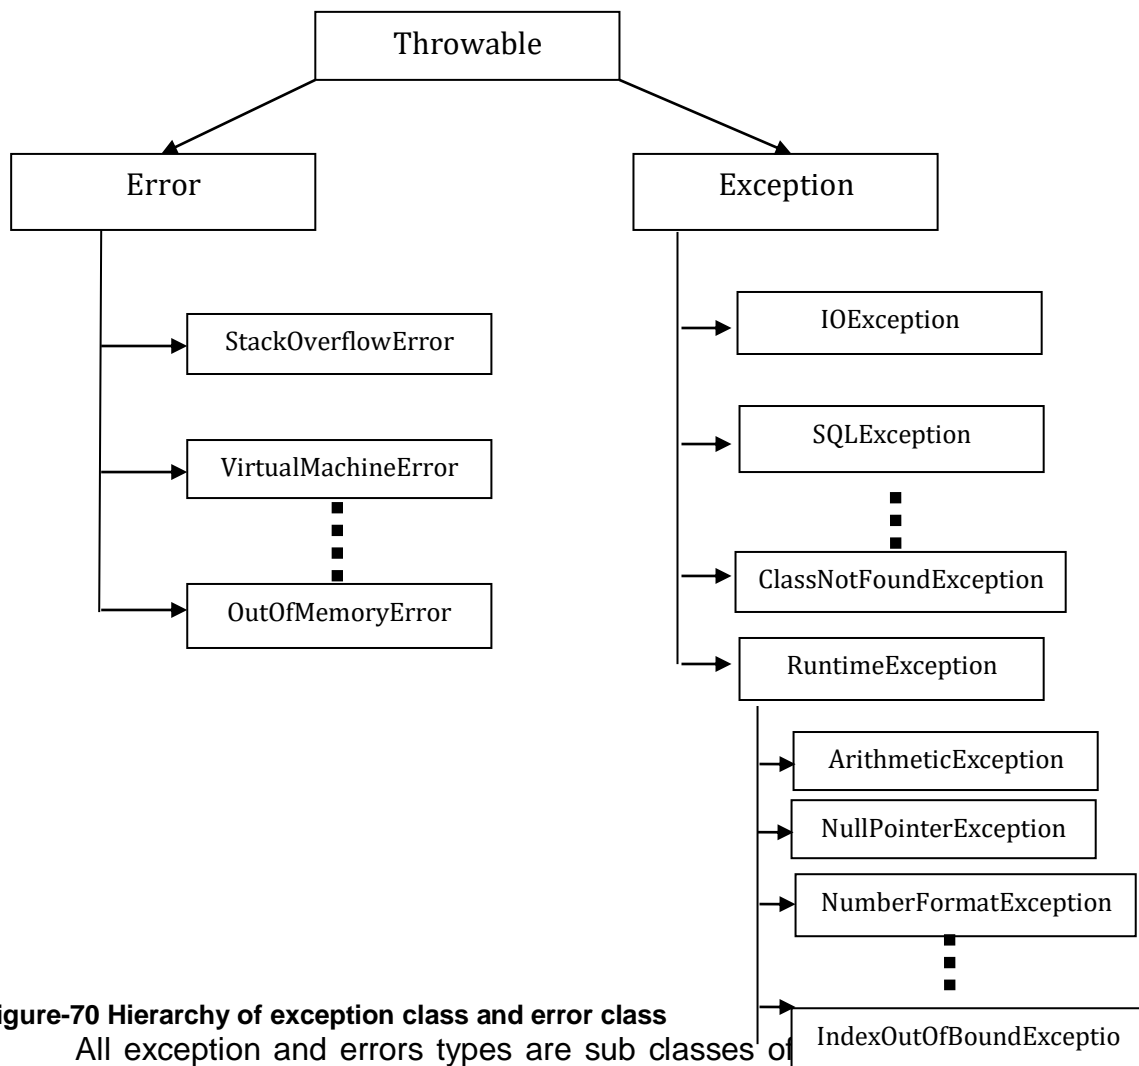 Throwable
Error
Exception
StackOverflowError
VirtualMachineError
OutOfMemoryError
IOException
SQLException
ClassNotFoundException
RuntimeException
ArithmeticException
NullPointerException
NumberFormatException
IndexOutOfBoundExceptio
igure-70 Hierarchy of exception class and error class
All exception and errors types are sub classes of